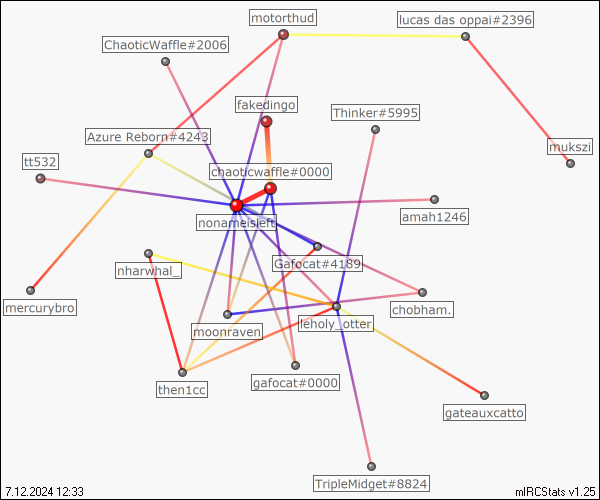 motorthud
lucas das oppai#2396
ChaoticWaffle#2006
fakedingo
Thinker#5995
Azure Reborn#4243
mukszi
tt532
chaoticwaffle#0000
amah1246
nonameisleft
Gafocat#4189
nharwhal_
mercurybro
chobham.
leholy_otter
moonraven
then1cc
gafocat#0000
gateauxcatto
TripleMidget#8824
7.12.2024 12:33
mIRCStats v1.25